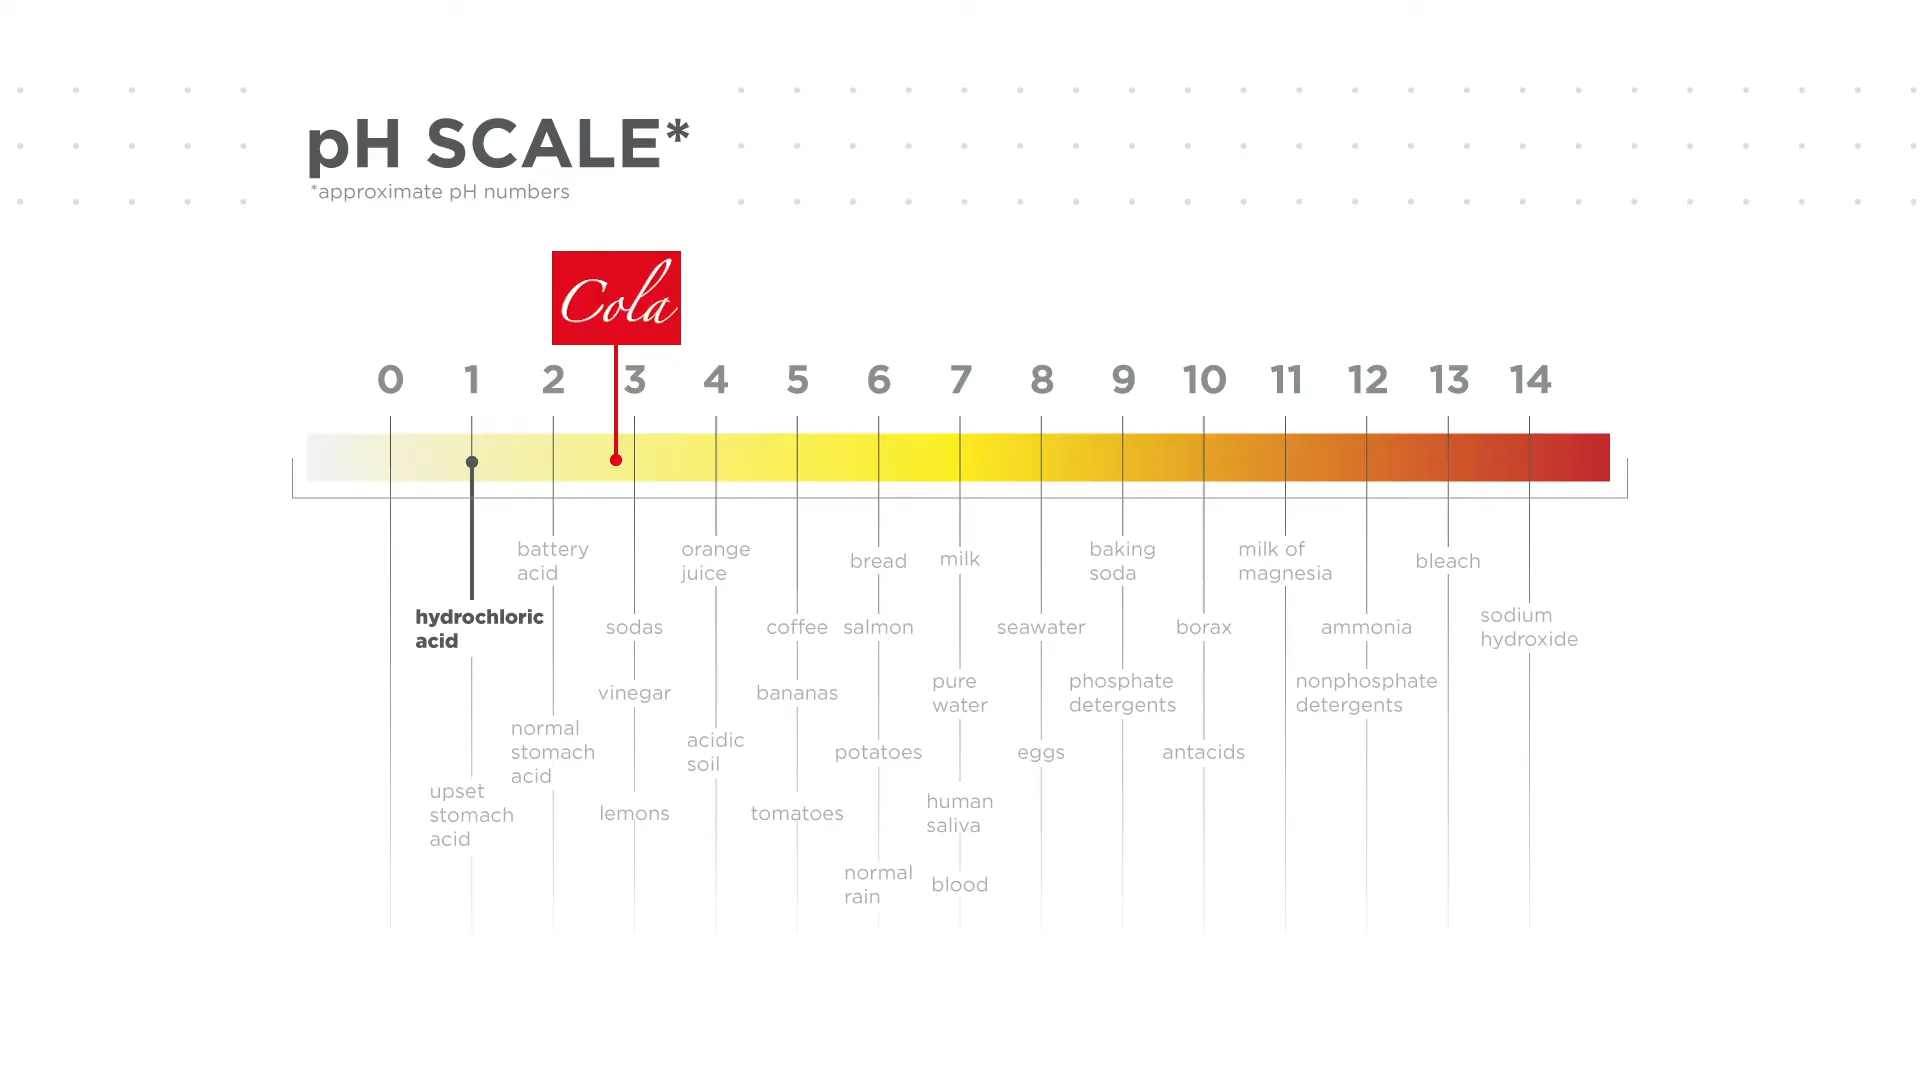 pH SCALE*
*approximate pH numbers
Cola
0 1 2 3 4 5 6 7 8 9 10 11 12 13 14
hydrochloric
acid
upset
stomach
acid
battery
acid
normal
stomach
acid
sodas
vinegar
lemons
orange
juice
acidic
soil
coffee
bananas
tomatoes
bread
salmon
potatoes
normal
rain
milk
pure
water
human
saliva
blood
seawater
eggs
baking
soda
phosphate
detergents
borax
antacids
milk of
magnesia
ammonia
nonphosphate
detergents
bleach
sodium
hydroxide